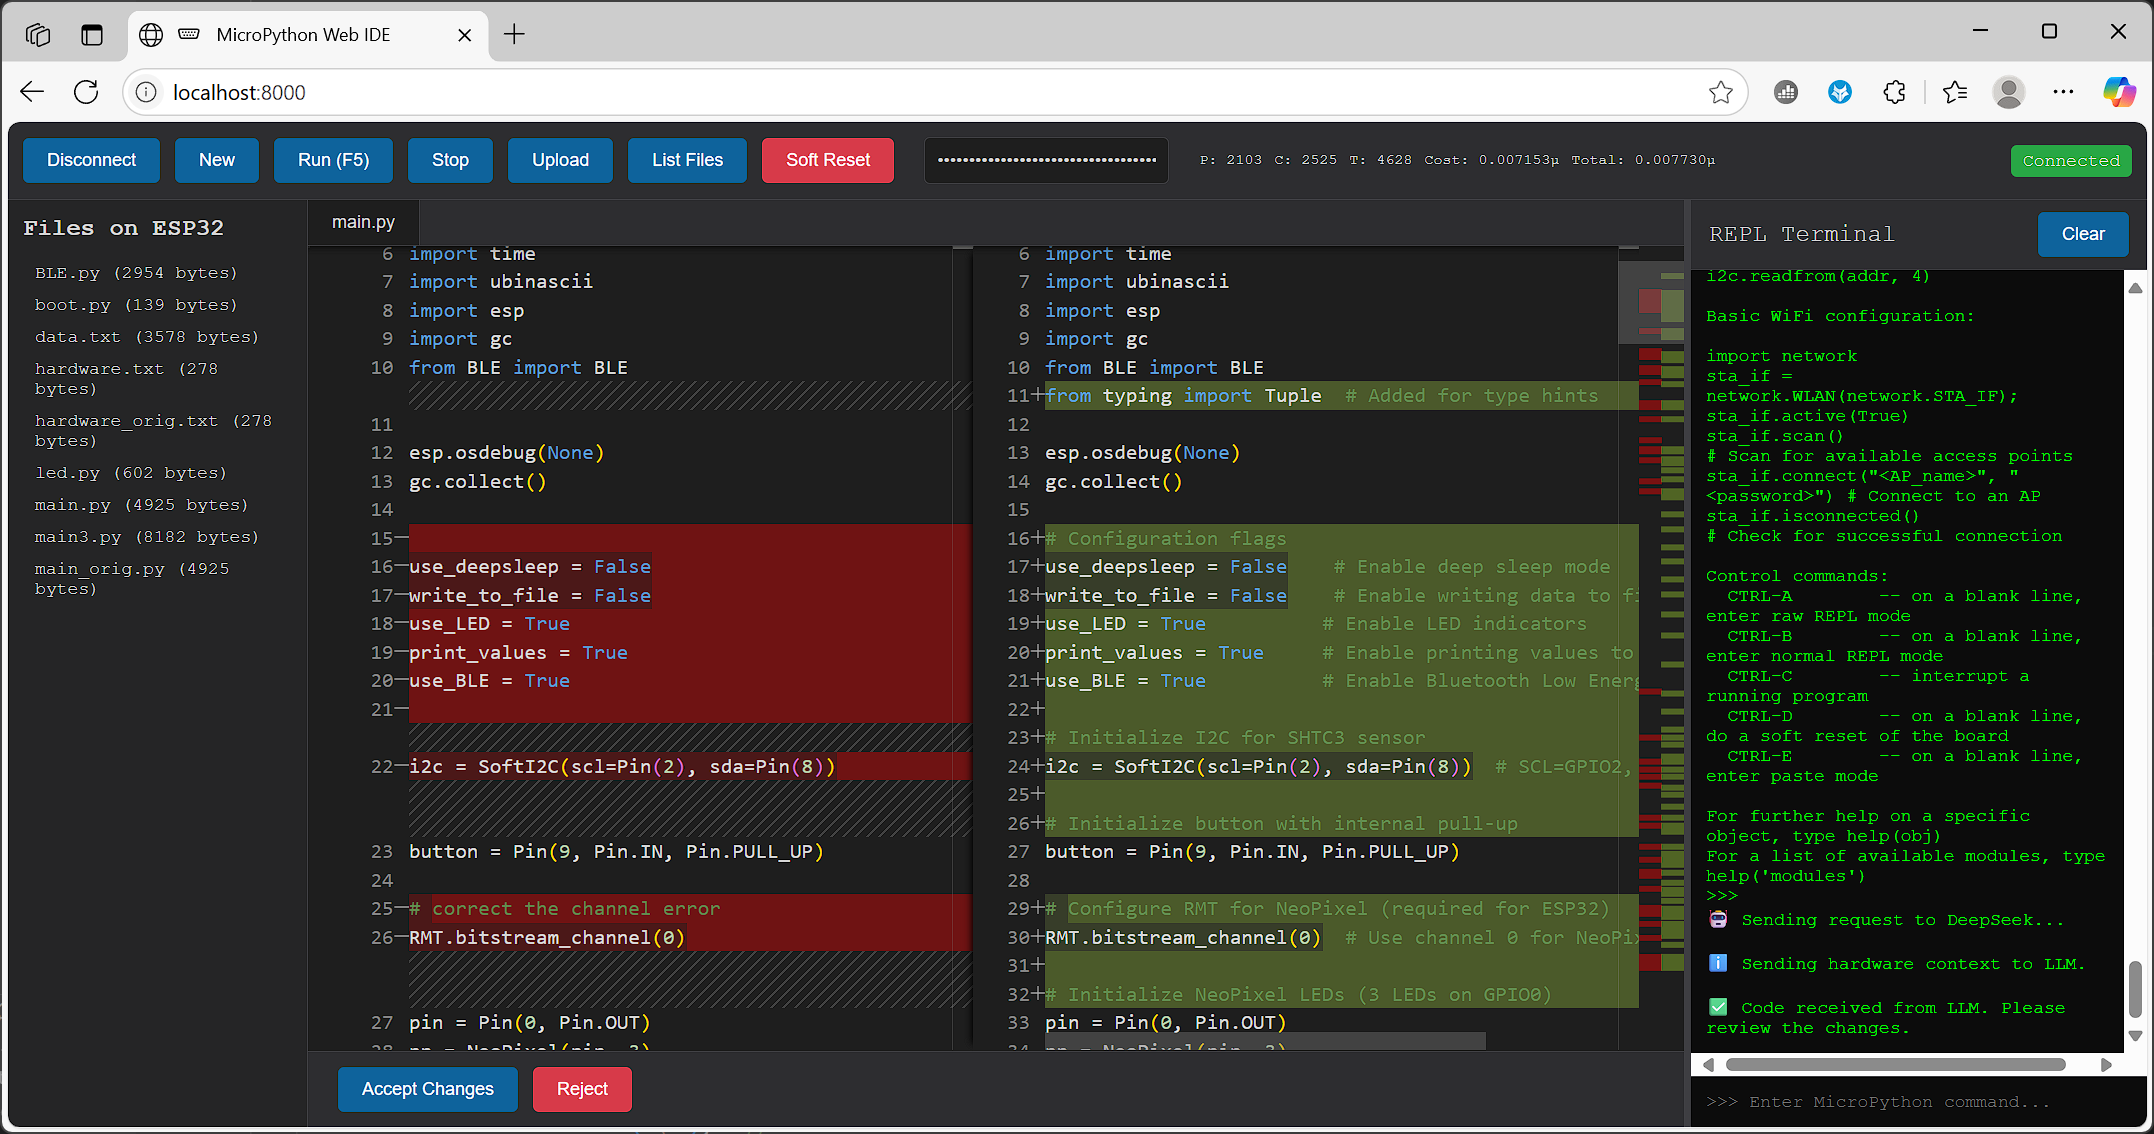 MicroPython Web IDE
localhost:8000
Disconnect New Run (F5) Stop Upload List Files Soft Reset •••••••••••••••••••••••••••••••••••
P: 2103 C: 2525 T: 4628 Cost: 0.007153µ Total: 0.007730µ
Connected
Files on ESP32
BLE.py (2954 bytes)
boot.py (139 bytes)
data.txt (3578 bytes)
hardware.txt (278
bytes)
hardware_orig.txt (278
bytes)
led.py (602 bytes)
main.py (4925 bytes)
main3.py (8182 bytes)
main_orig.py (4925
bytes)
main.py
6 import time
7 import ubinascii
8 import esp
9 import gc
10 from BLE import BLE
11
12 esp.osdebug(None)
13 gc.collect()
14
15−
16−use_deepsleep = False
17−write_to_file = False
18−use_LED = True
19−print_values = True
20−use_BLE = True
21−
22−i2c = SoftI2C(scl=Pin(2), sda=Pin(8))
23 button = Pin(9, Pin.IN, Pin.PULL_UP)
24
25−# correct the channel error
26−RMT.bitstream_channel(0)
27 pin = Pin(0, Pin.OUT)
28 np = NeoPixel(pin, 3)
6 import time
7 import ubinascii
8 import esp
9 import gc
10 from BLE import BLE
11+from typing import Tuple # Added for type hints
12
13 esp.osdebug(None)
14 gc.collect()
15
16+# Configuration flags
17+use_deepsleep = False # Enable deep sleep mode
18+write_to_file = False # Enable writing data to fi
19+use_LED = True # Enable LED indicators
20+print_values = True # Enable printing values to
21+use_BLE = True # Enable Bluetooth Low Energ
22+
23+# Initialize I2C for SHTC3 sensor
24+i2c = SoftI2C(scl=Pin(2), sda=Pin(8)) # SCL=GPIO2,
25+
26+# Initialize button with internal pull-up
27 button = Pin(9, Pin.IN, Pin.PULL_UP)
28
29+# Configure RMT for NeoPixel (required for ESP32)
30+RMT.bitstream_channel(0) # Use channel 0 for NeoPix
31+
32+# Initialize NeoPixel LEDs (3 LEDs on GPIO0)
33 pin = Pin(0, Pin.OUT)
34 np = NeoPixel(pin, 3)
Accept Changes Reject
REPL Terminal
Clear
i2c.readfrom(addr, 4)
Basic WiFi configuration:
import network
sta_if =
network.WLAN(network.STA_IF);
sta_if.active(True)
sta_if.scan()
# Scan for available access points
sta_if.connect("<AP_name>", "
<password>") # Connect to an AP
sta_if.isconnected()
# Check for successful connection
Control commands:
CTRL-A -- on a blank line,
enter raw REPL mode
CTRL-B -- on a blank line,
enter normal REPL mode
CTRL-C -- interrupt a
running program
CTRL-D -- on a blank line,
do a soft reset of the board
CTRL-E -- on a blank line,
enter paste mode
For further help on a specific
object, type help(obj)
For a list of available modules, type
help('modules')
>>>
Sending request to DeepSeek...
Sending hardware context to LLM.
Code received from LLM. Please
review the changes.
>>> Enter MicroPython command...